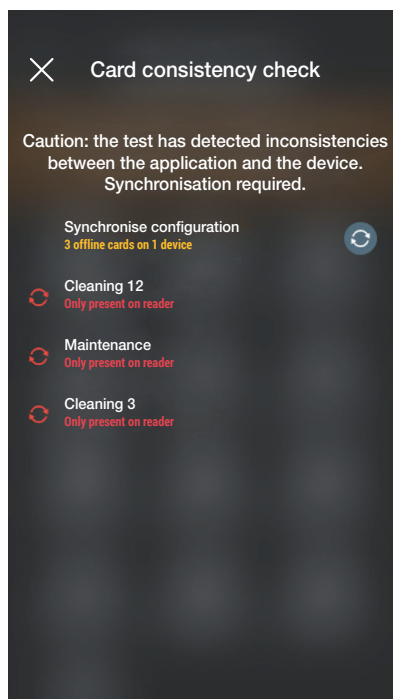 Card consistency check
Caution: the test has detected inconsistencies
between the application and the device.
Synchronisation required.
Synchronise configuration
3 offline cards on 1 device
Cleaning 12
Only present on reader
Maintenance
Only present on reader
Cleaning 3
Only present on reader